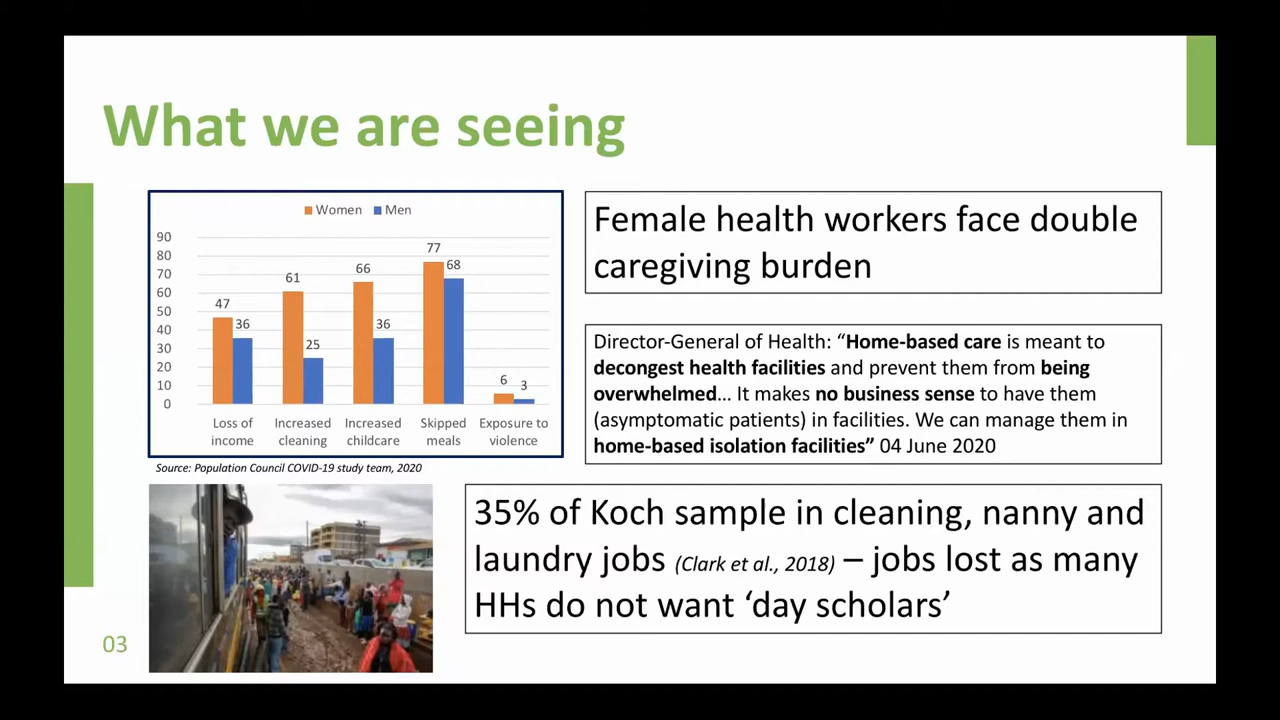 What we are seeing
Women Men
90
80
70
60
50
40
30
20
10
0
47
36
61
25
66
36
77
68
6
3
Loss of
income
Increased
cleaning
Increased
childcare
Skipped
meals
Exposure to
violence
Source: Population Council COVID-19 study team, 2020
Female health workers face double
caregiving burden
Director-General of Health: “Home-based care is meant to
decongest health facilities and prevent them from being
overwhelmed… It makes no business sense to have them
(asymptomatic patients) in facilities. We can manage them in
home-based isolation facilities” 04 June 2020
35% of Koch sample in cleaning, nanny and
laundry jobs (Clark et al., 2018) – jobs lost as many
HHs do not want ‘day scholars’
03